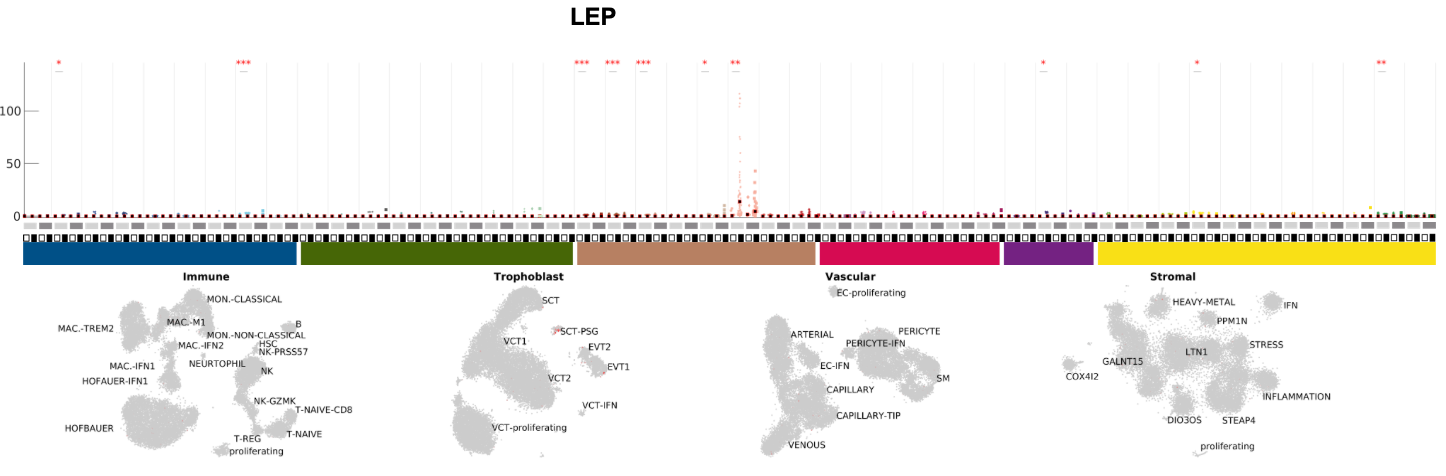 LEP
* *** *** *** *** * ** * * **
100
50
0
Immune Trophoblast Vascular Stromal
MON.-CLASSICAL
MAC.-TREM2
MAC.-M1
MON.-NON-CLASSICAL
B
MAC.-IFN2
HSC
NK-PRSS57
MAC.-IFN1
NEURTOPHIL
NK
HOFAUER-IFN1
NK-GZMK
T-NAIVE-CD8
HOFBAUER
T-NAIVE
T-REG
proliferating
SCT
SCT-PSG
VCT1
EVT2
EVT1
VCT2
VCT-IFN
VCT-proliferating
EC-proliferating
ARTERIAL
PERICYTE
PERICYTE-IFN
EC-IFN
SM
CAPILLARY
CAPILLARY-TIP
VENOUS
HEAVY-METAL
IFN
PPM1N
STRESS
LTN1
GALNT15
COX4I2
INFLAMMATION
DIO3OS
STEAP4
proliferating